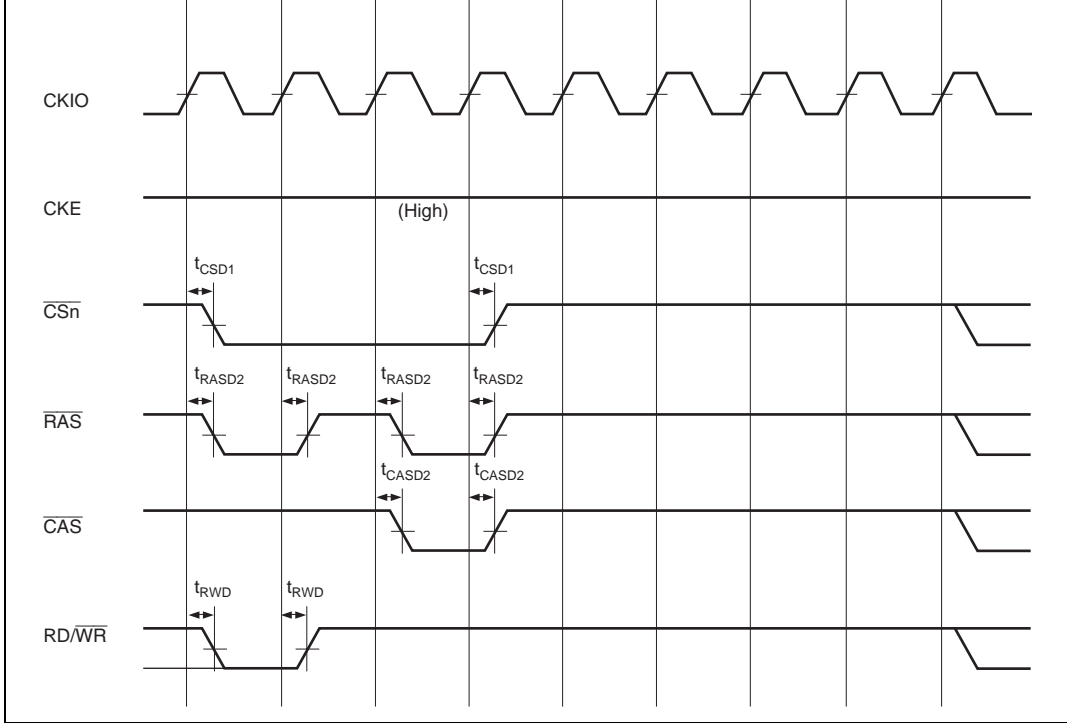 CKIO
CKE
(High)
tCSD1 tCSD1
CSn
tRASD2 tRASD2 tRASD2 tRASD2
RAS
tCASD2 tCASD2
CAS
tRWD tRWD
RD/WR